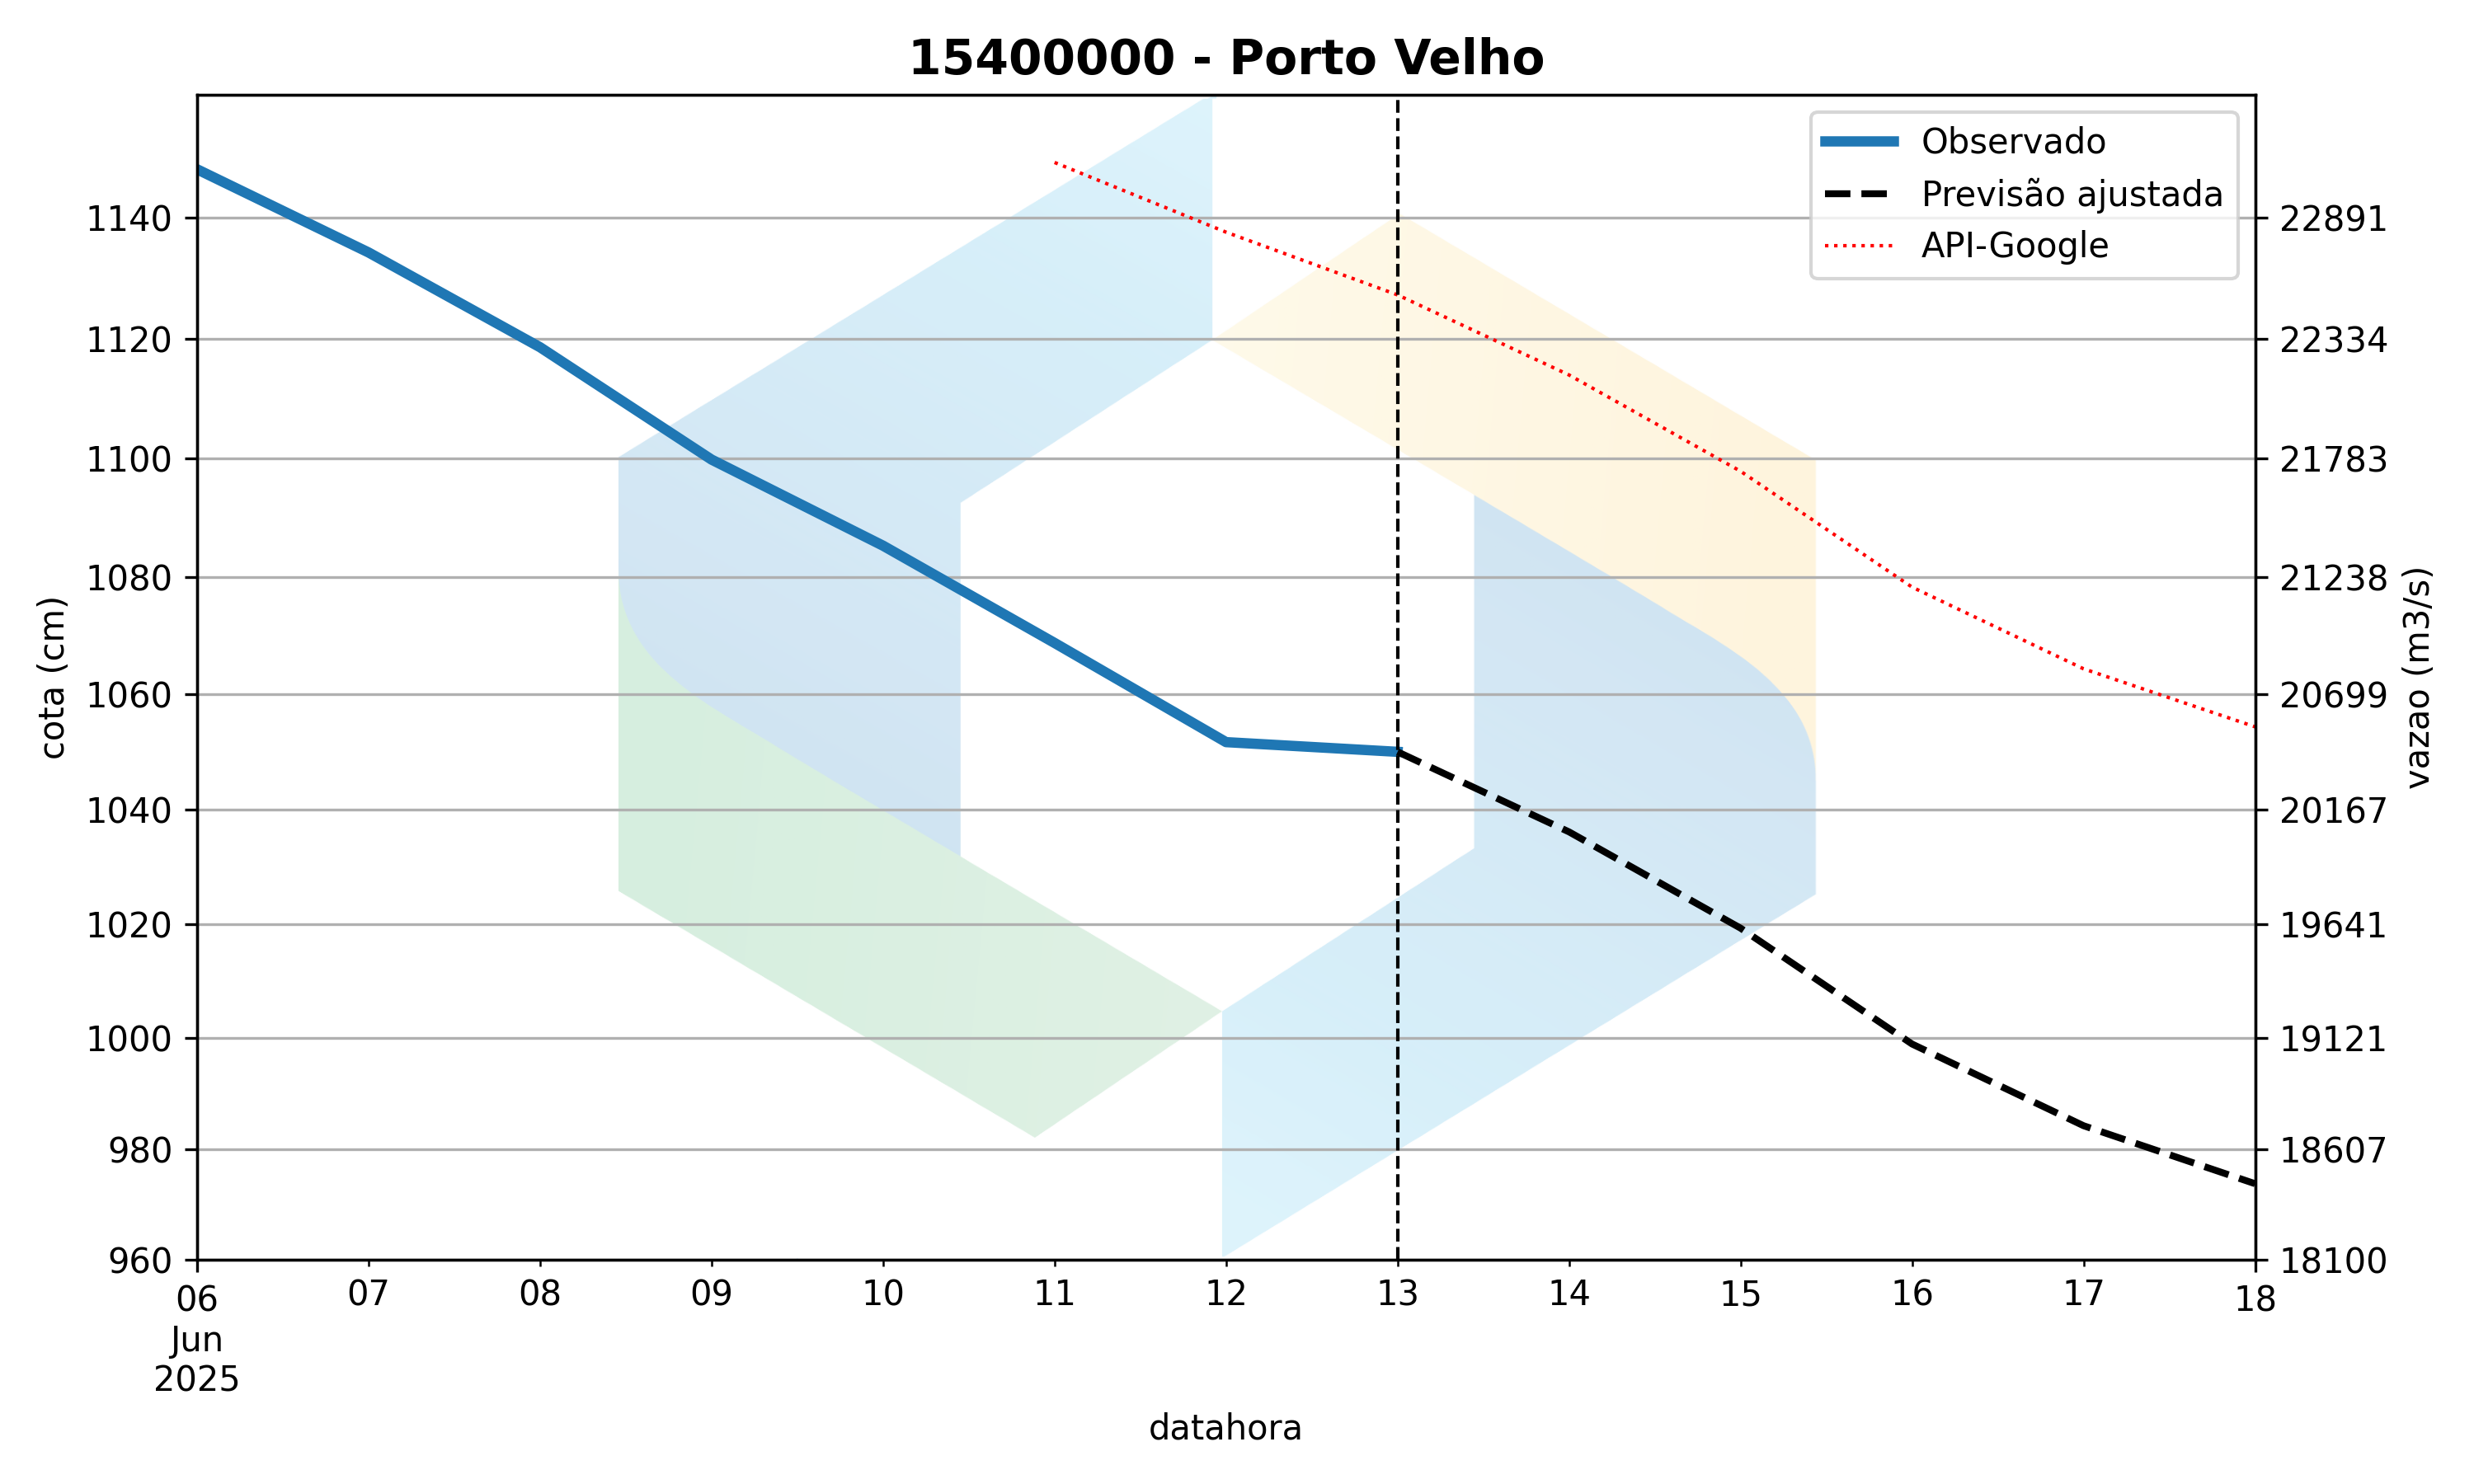 15400000 - Porto Velho
Observado
Previsão ajustada
API-Google
1140
1120
1100
1080
1060
1040
1020
1000
980
960
cota (cm)
22891
22334
21783
21238
20699
20167
19641
19121
18607
18100
vazao (m3/s)
06 07 08 09 10 11 12 13 14 15 16 17 18
Jun
2025
datahora